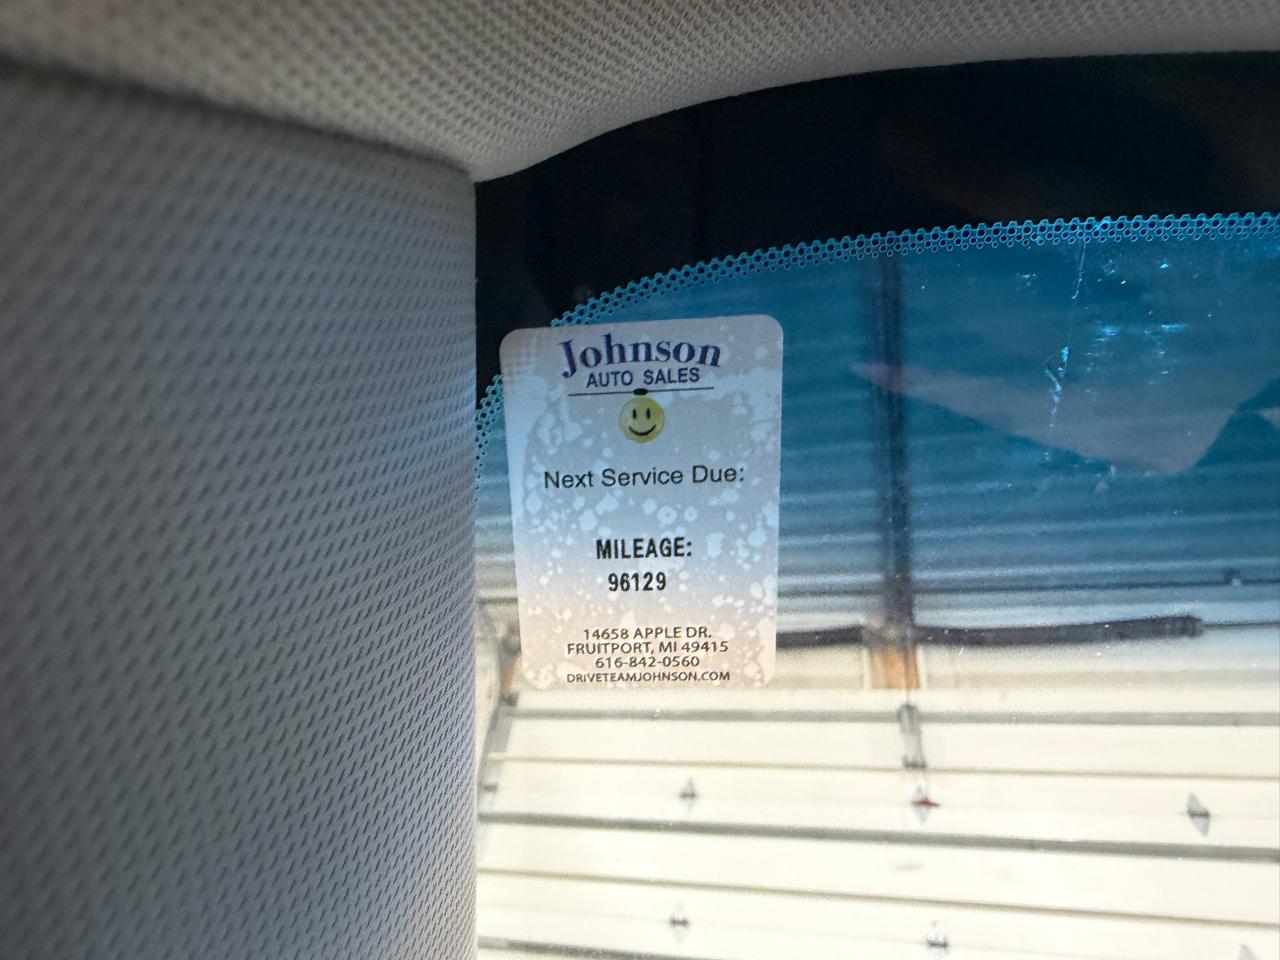 Johnson
AUTO SALES
Next Service Due:
MILEAGE:
96129
14658 APPLE DR.
FRUITPORT, MI 49415
616-842-0560
DRIVETEAMJOHNSON.COM